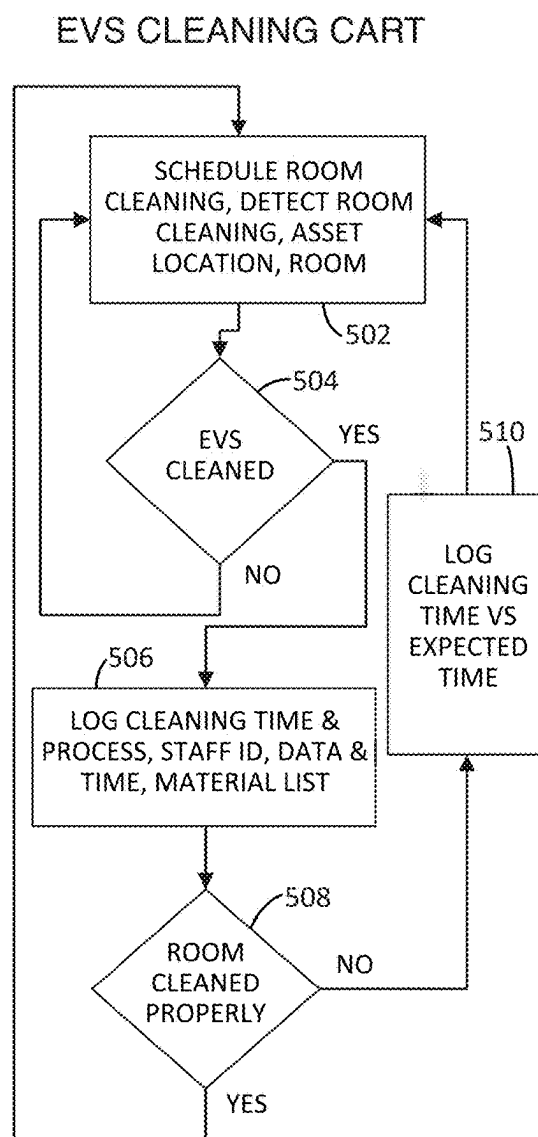 EVS CLEANING CART
SCHEDULE ROOM
CLEANING, DETECT ROOM
CLEANING, ASSET
LOCATION, ROOM
502
504
EVS
CLEANED
YES
NO
510
LOG
CLEANING
TIME VS
EXPECTED
TIME
506
LOG CLEANING TIME &
PROCESS, STAFF ID, DATA &
TIME, MATERIAL LIST
508
ROOM
CLEANED
PROPERLY
NO
YES